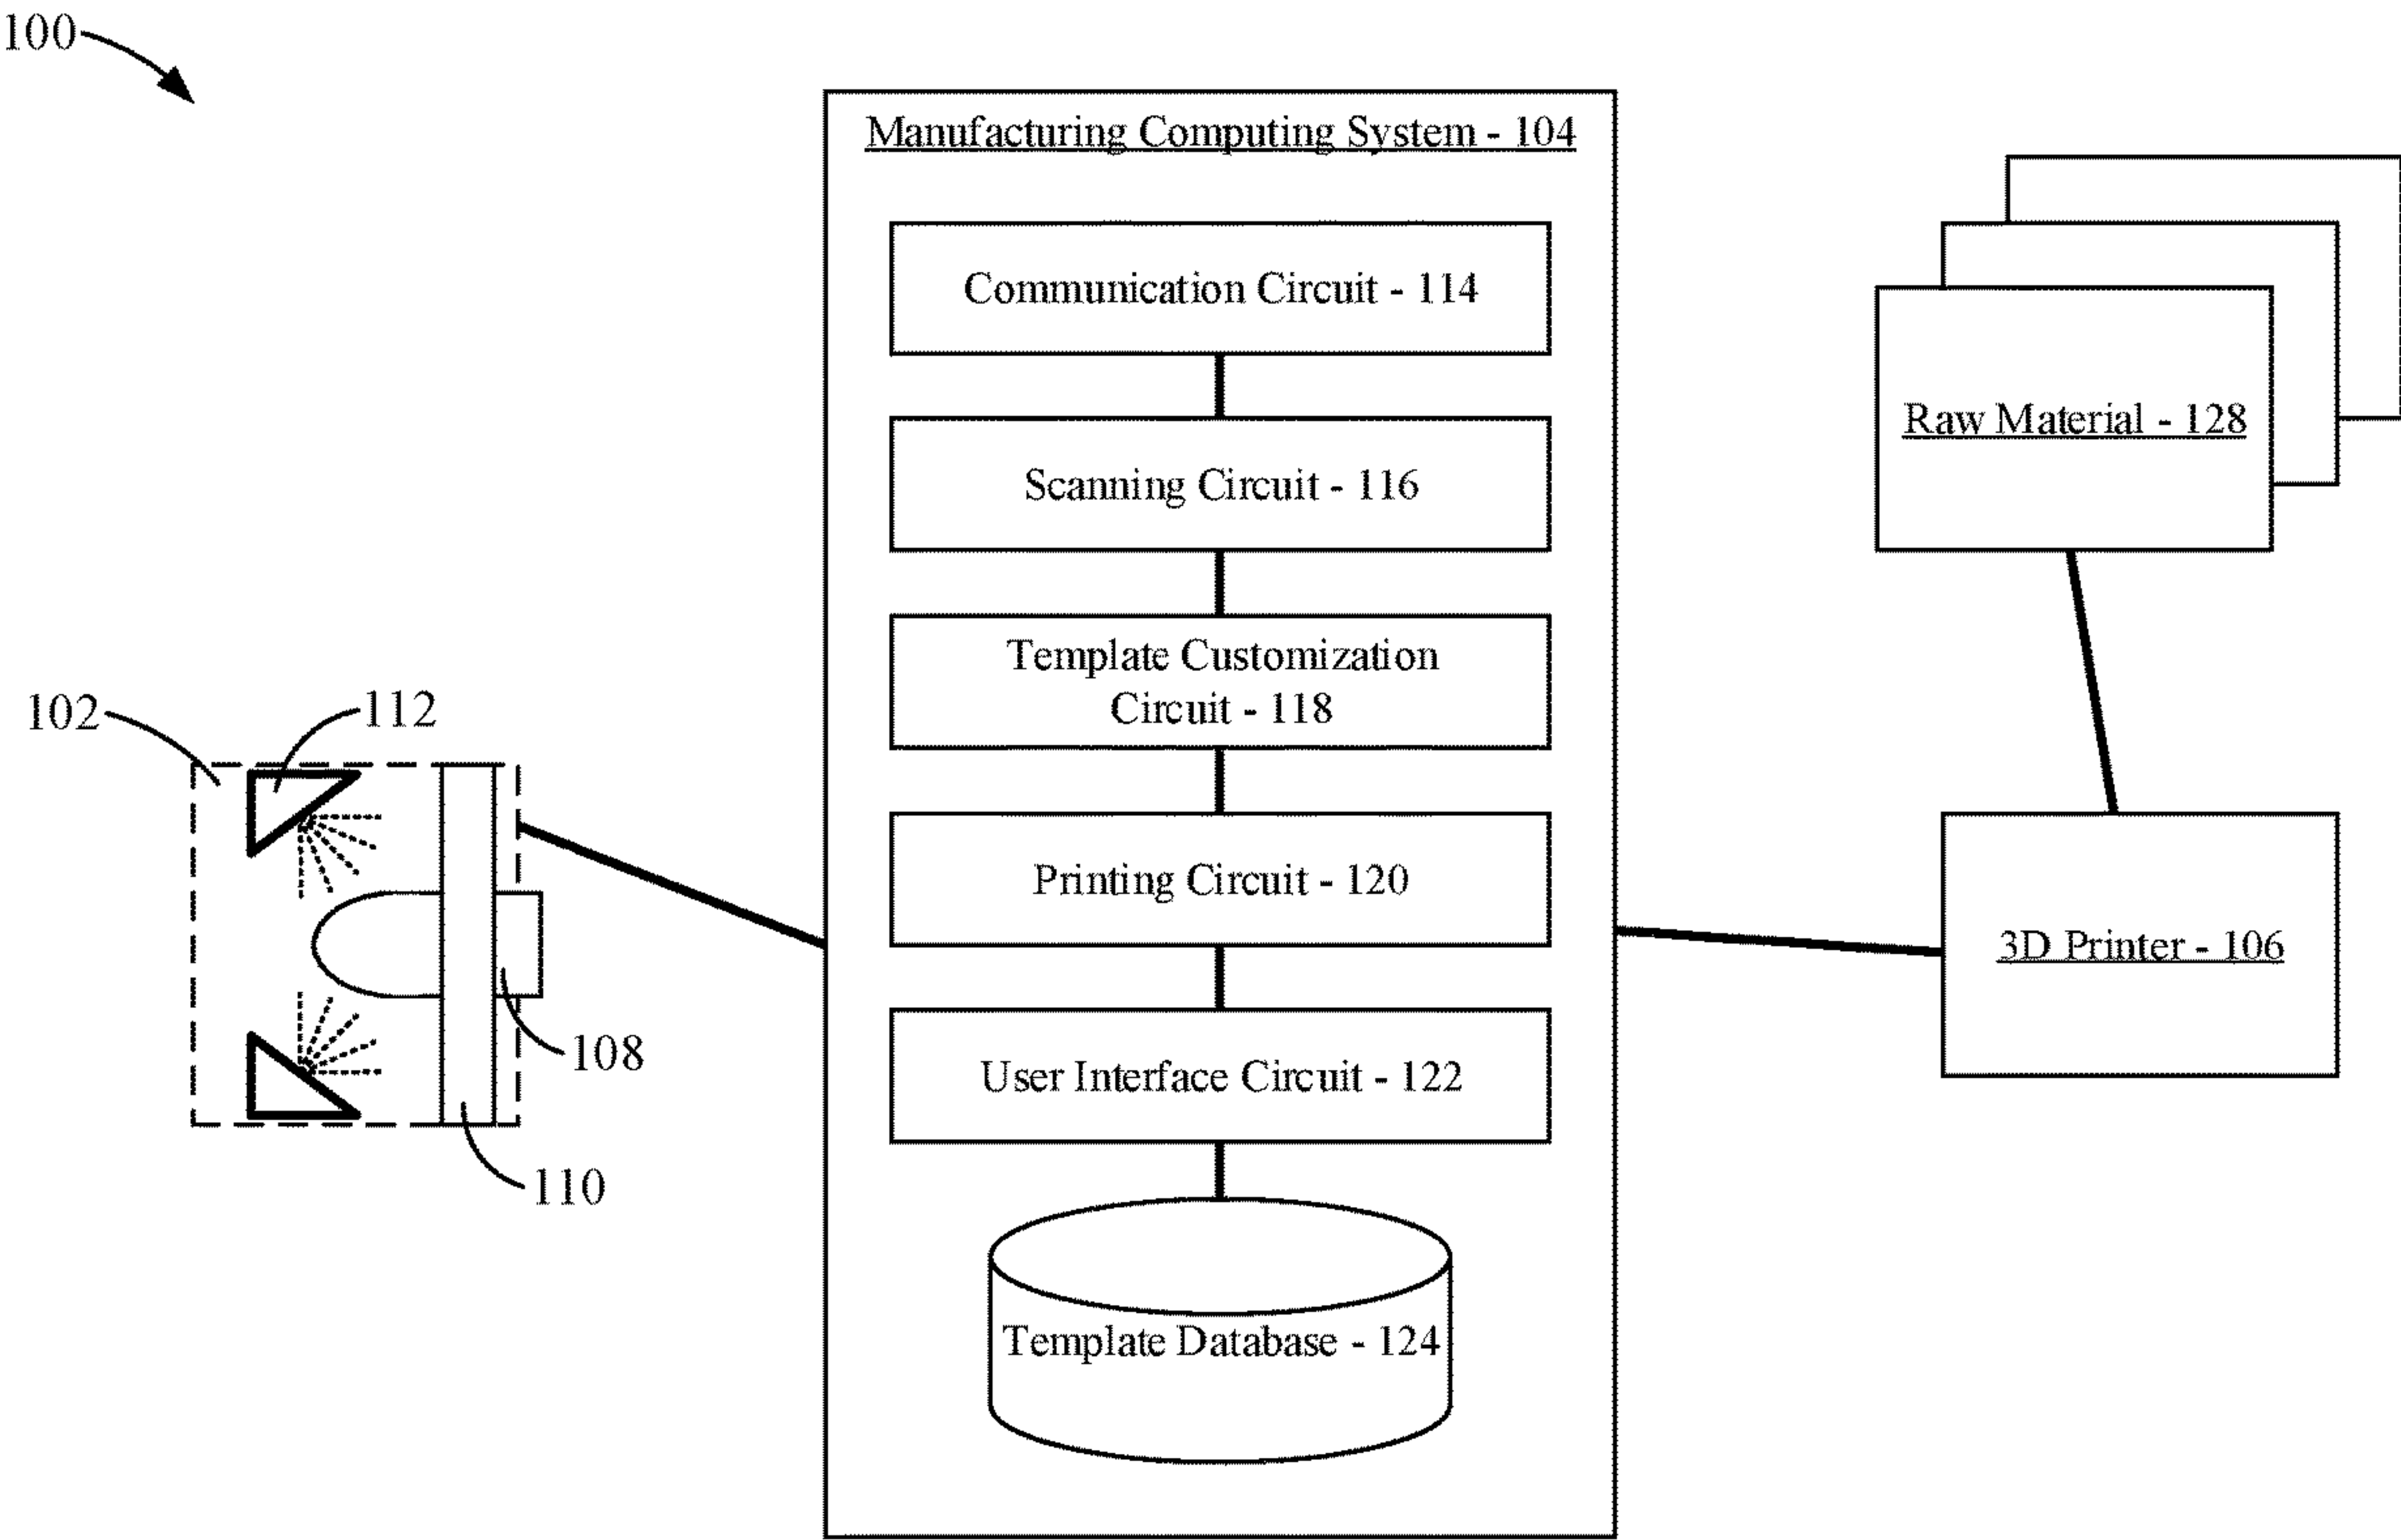 100
Manufacturing Computing System - 104
Communication Circuit - 114
Scanning Circuit - 116
Template Customization
Circuit - 118
Printing Circuit - 120
User Interface Circuit - 122
Template Database - 124
102
112
108
110
Raw Material - 128
3D Printer - 106